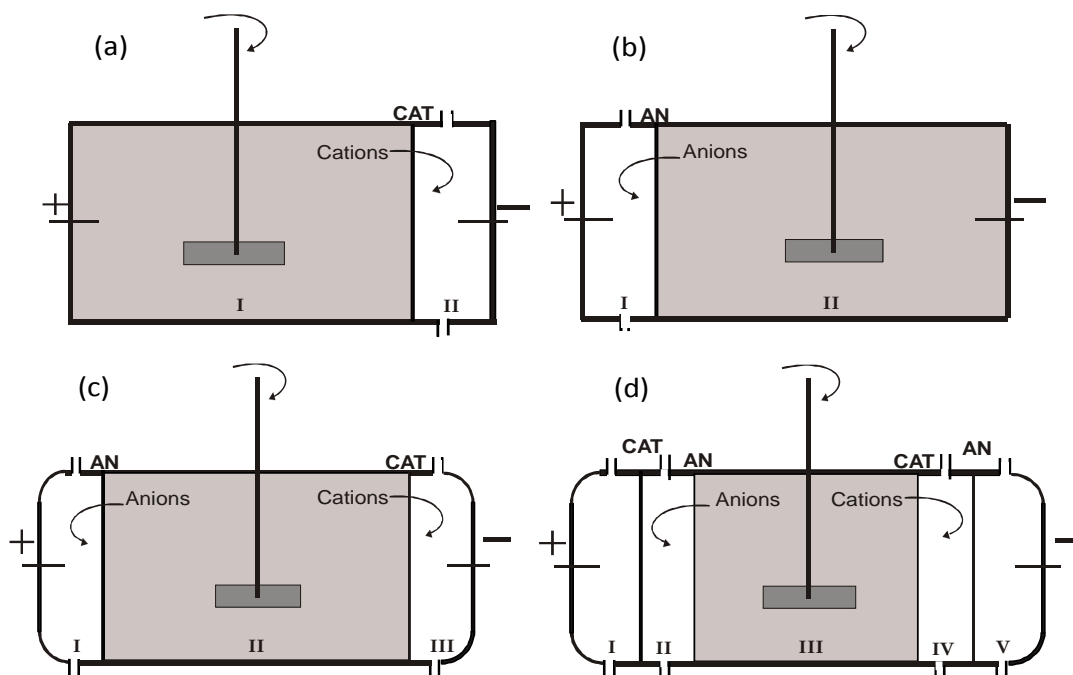 (a)
CAT
Cations
+
−
I
II
(b)
AN
Anions
+
−
I
II
(c)
AN
CAT
Anions
Cations
+
−
I
II
III
(d)
CAT
AN
CAT
AN
Anions
Cations
+
−
I
II
III
IV
V